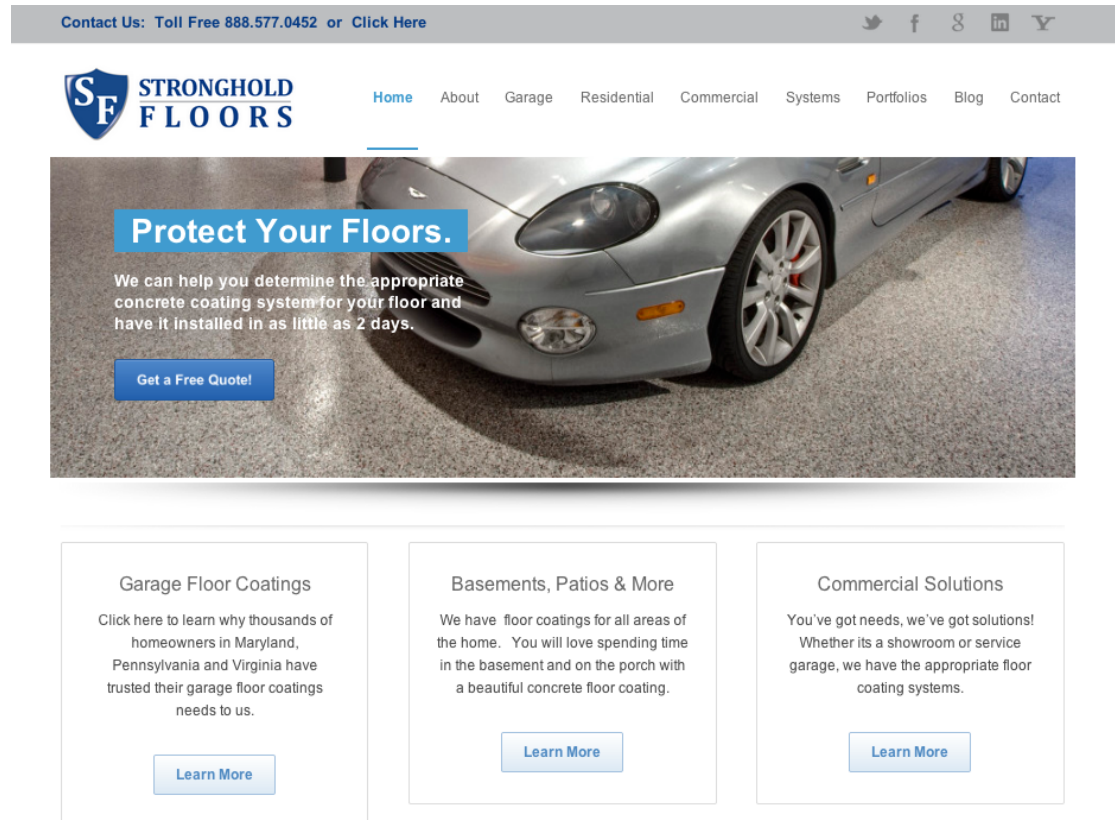 Contact Us: Toll Free 888.577.0452 or Click Here
SF STRONGHOLD
FLOORS
Home About Garage Residential Commercial Systems Portfolios Blog Contact
Protect Your Floors.
We can help you determine the appropriate
concrete coating system for your floor and
have it installed in as little as 2 days.
Get a Free Quote!
Garage Floor Coatings
Click here to learn why thousands of
homeowners in Maryland,
Pennsylvania and Virginia have
trusted their garage floor coatings
needs to us.
Learn More
Basements, Patios & More
We have floor coatings for all areas of
the home. You will love spending time
in the basement and on the porch with
a beautiful concrete floor coating.
Learn More
Commercial Solutions
You've got needs, we've got solutions!
Whether its a showroom or service
garage, we have the appropriate floor
coating systems.
Learn More